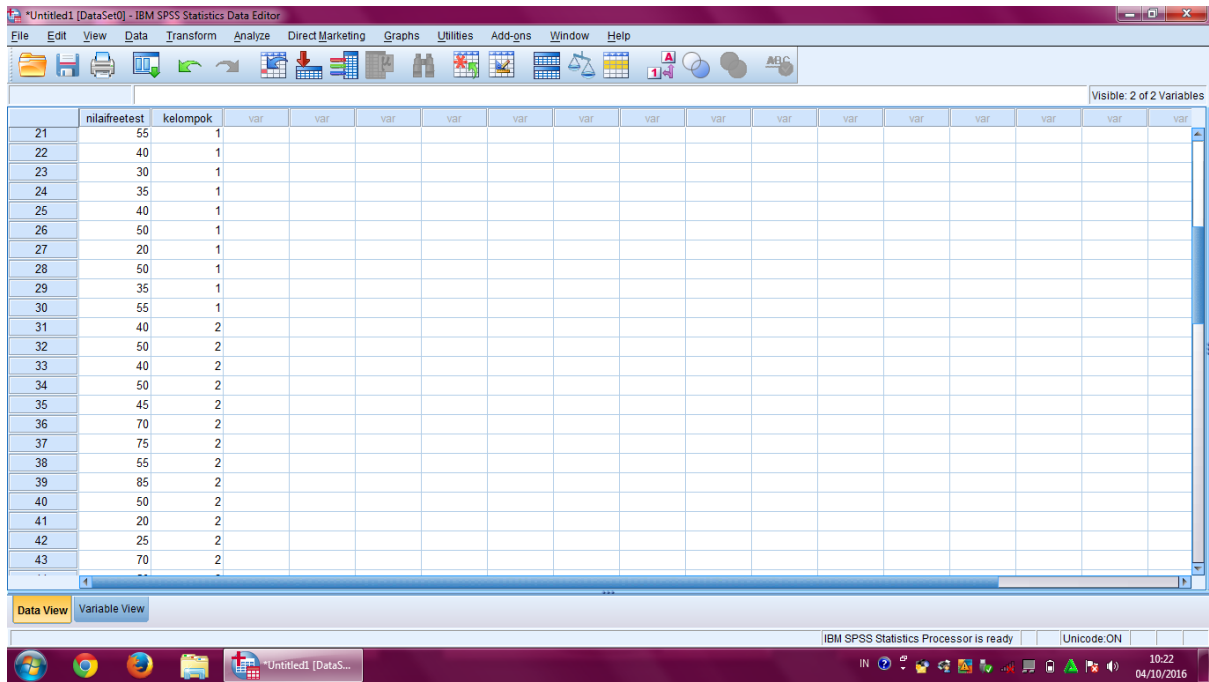 *Untitled1 [DataSet0] - IBM SPSS Statistics Data Editor
File Edit View Data Transform Analyze Direct Marketing Graphs Utilities Add-ons Window Help
A
1
ABC
Visible: 2 of 2 Variables
nilaifreetest kelompok var var var var var var var var var var var var var var var
21 55 1
22 40 1
23 30 1
24 35 1
25 40 1
26 50 1
27 20 1
28 50 1
29 35 1
30 55 1
31 40 2
32 50 2
33 40 2
34 50 2
35 45 2
36 70 2
37 75 2
38 55 2
39 85 2
40 50 2
41 20 2
42 25 2
43 70 2
Data View Variable View
IBM SPSS Statistics Processor is ready Unicode:ON
*Untitled1 [DataS... IN 10:22
04/10/2016